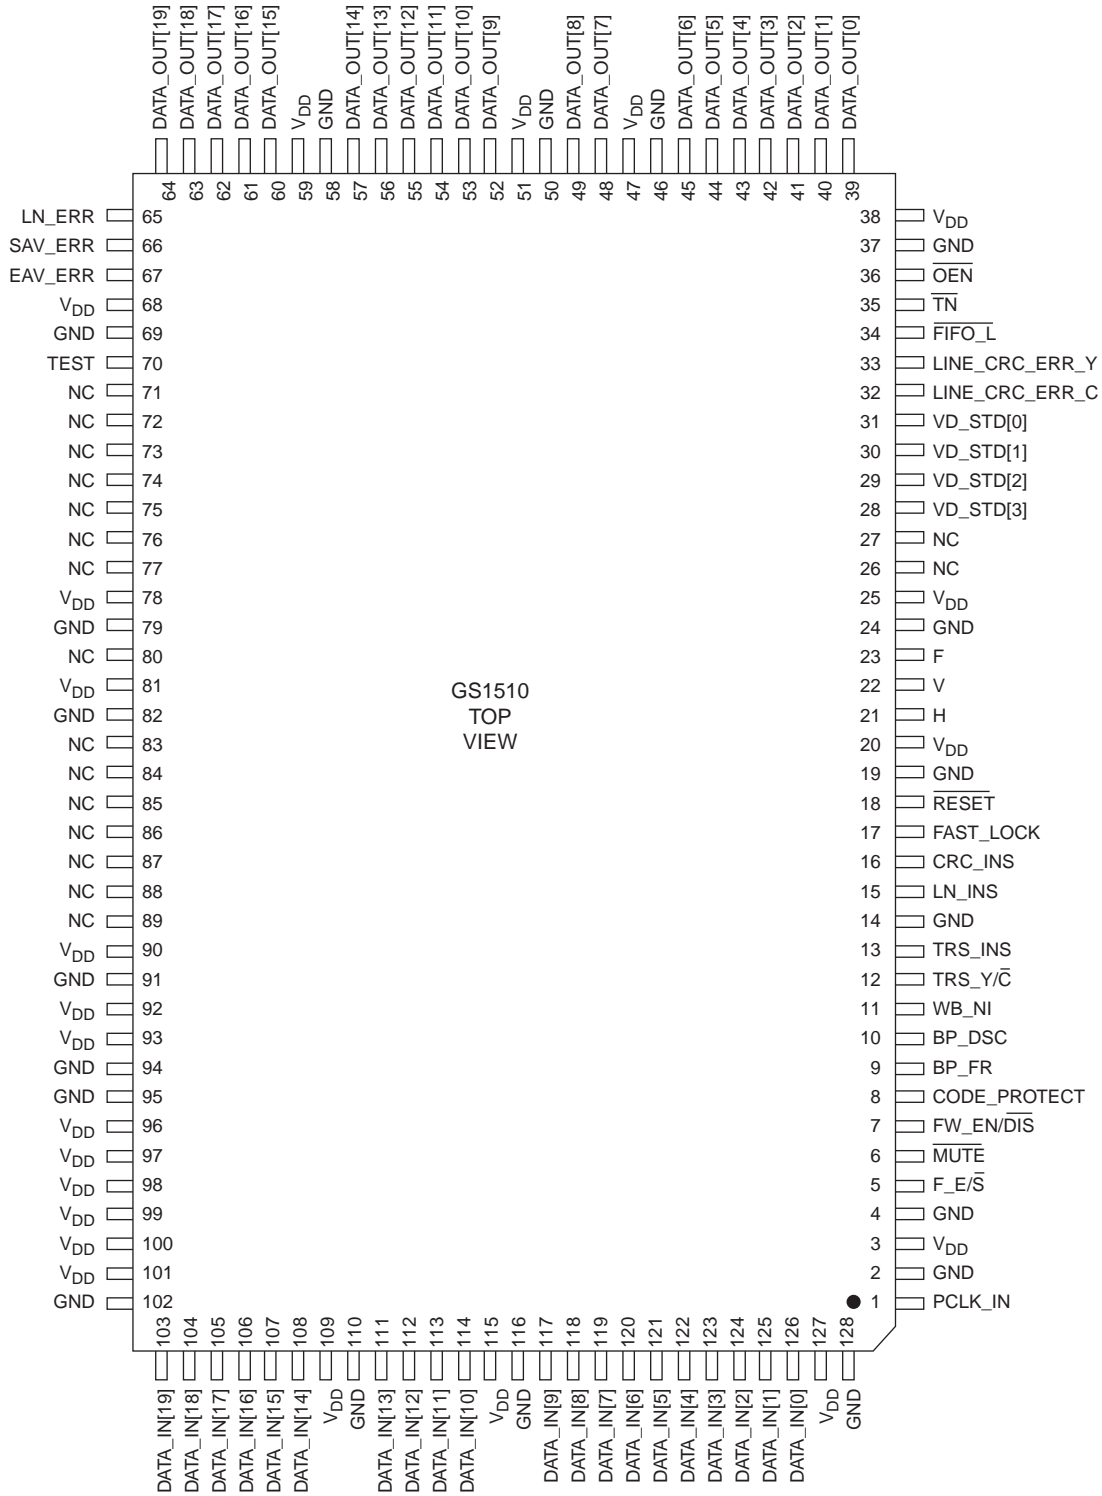 DATA_OUT[19]
DATA_OUT[18]
DATA_OUT[17]
DATA_OUT[16]
DATA_OUT[15]
VDD
GND
DATA_OUT[14]
DATA_OUT[13]
DATA_OUT[12]
DATA_OUT[11]
DATA_OUT[10]
DATA_OUT[9]
VDD
GND
DATA_OUT[8]
DATA_OUT[7]
VDD
GND
DATA_OUT[6]
DATA_OUT[5]
DATA_OUT[4]
DATA_OUT[3]
DATA_OUT[2]
DATA_OUT[1]
DATA_OUT[0]
64
63
62
61
60
59
58
57
56
55
54
53
52
51
50
49
48
47
46
45
44
43
42
41
40
39
LN_ERR 65
SAV_ERR 66
EAV_ERR 67
VDD 68
GND 69
TEST 70
NC 71
NC 72
NC 73
NC 74
NC 75
NC 76
NC 77
VDD 78
GND 79
NC 80
VDD 81
GND 82
NC 83
NC 84
NC 85
NC 86
NC 87
NC 88
NC 89
VDD 90
GND 91
VDD 92
VDD 93
GND 94
GND 95
VDD 96
VDD 97
VDD 98
VDD 99
VDD 100
VDD 101
GND 102
GS1510
TOP
VIEW
38 VDD
37 GND
36 OEN
35 TN
34 FIFO_L
33 LINE_CRC_ERR_Y
32 LINE_CRC_ERR_C
31 VD_STD[0]
30 VD_STD[1]
29 VD_STD[2]
28 VD_STD[3]
27 NC
26 NC
25 VDD
24 GND
23 F
22 V
21 H
20 VDD
19 GND
18 RESET
17 FAST_LOCK
16 CRC_INS
15 LN_INS
14 GND
13 TRS_INS
12 TRS_Y/C
11 WB_NI
10 BP_DSC
9 BP_FR
8 CODE_PROTECT
7 FW_EN/DIS
6 MUTE
5 F_E/S
4 GND
3 VDD
2 GND
1 PCLK_IN
103
104
105
106
107
108
109
110
111
112
113
114
115
116
117
118
119
120
121
122
123
124
125
126
127
128
DATA_IN[19]
DATA_IN[18]
DATA_IN[17]
DATA_IN[16]
DATA_IN[15]
DATA_IN[14]
VDD
GND
DATA_IN[13]
DATA_IN[12]
DATA_IN[11]
DATA_IN[10]
VDD
GND
DATA_IN[9]
DATA_IN[8]
DATA_IN[7]
DATA_IN[6]
DATA_IN[5]
DATA_IN[4]
DATA_IN[3]
DATA_IN[2]
DATA_IN[1]
DATA_IN[0]
VDD
GND